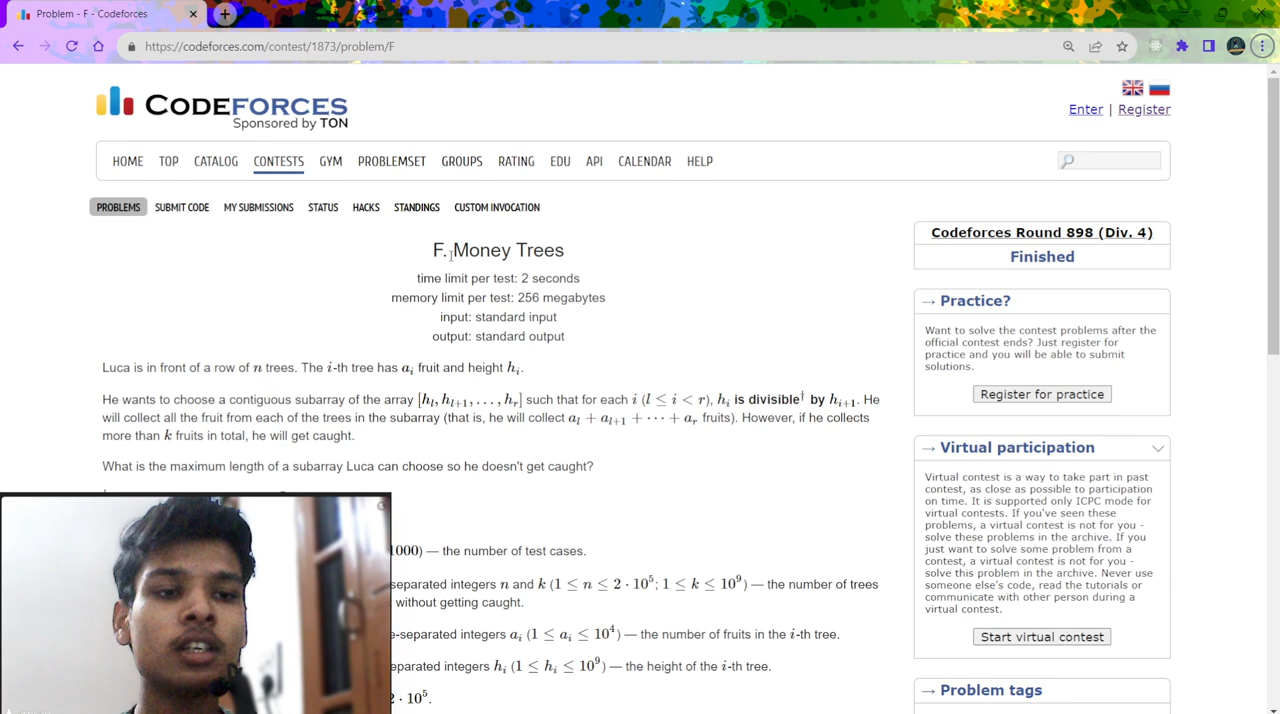 Problem - F - Codeforces
https://codeforces.com/contest/1873/problem/F
CODEFORCES
Sponsored by TON
Enter | Register
HOME TOP CATALOG CONTESTS GYM PROBLEMSET GROUPS RATING EDU API CALENDAR HELP
PROBLEMS SUBMIT CODE MY SUBMISSIONS STATUS HACKS STANDINGS CUSTOM INVOCATION
F. Money Trees
time limit per test: 2 seconds
memory limit per test: 256 megabytes
input: standard input
output: standard output
Luca is in front of a row of n trees. The i-th tree has a_i fruit and height h_i.
He wants to choose a contiguous subarray of the array [h_l, h_{l+1}, . . . , h_r] such that for each i (l ≤ i < r), h_i is divisible† by h_{i+1}. He
will collect all the fruit from each of the trees in the subarray (that is, he will collect a_l + a_{l+1} + · · · + a_r fruits). However, if he collects
more than k fruits in total, he will get caught.
What is the maximum length of a subarray Luca can choose so he doesn't get caught?
1000) — the number of test cases.
separated integers n and k (1 ≤ n ≤ 2 · 10^5; 1 ≤ k ≤ 10^9) — the number of trees
without getting caught.
e-separated integers a_i (1 ≤ a_i ≤ 10^4) — the number of fruits in the i-th tree.
eparated integers h_i (1 ≤ h_i ≤ 10^9) — the height of the i-th tree.
2 · 10^5.
Codeforces Round 898 (Div. 4)
Finished
→ Practice?
Want to solve the contest problems after the
official contest ends? Just register for
practice and you will be able to submit
solutions.
Register for practice
→ Virtual participation
Virtual contest is a way to take part in past
contest, as close as possible to participation
on time. It is supported only ICPC mode for
virtual contests. If you've seen these
problems, a virtual contest is not for you -
solve these problems in the archive. If you
just want to solve some problem from a
contest, a virtual contest is not for you -
solve this problem in the archive. Never use
someone else's code, read the tutorials or
communicate with other person during a
virtual contest.
Start virtual contest
→ Problem tags